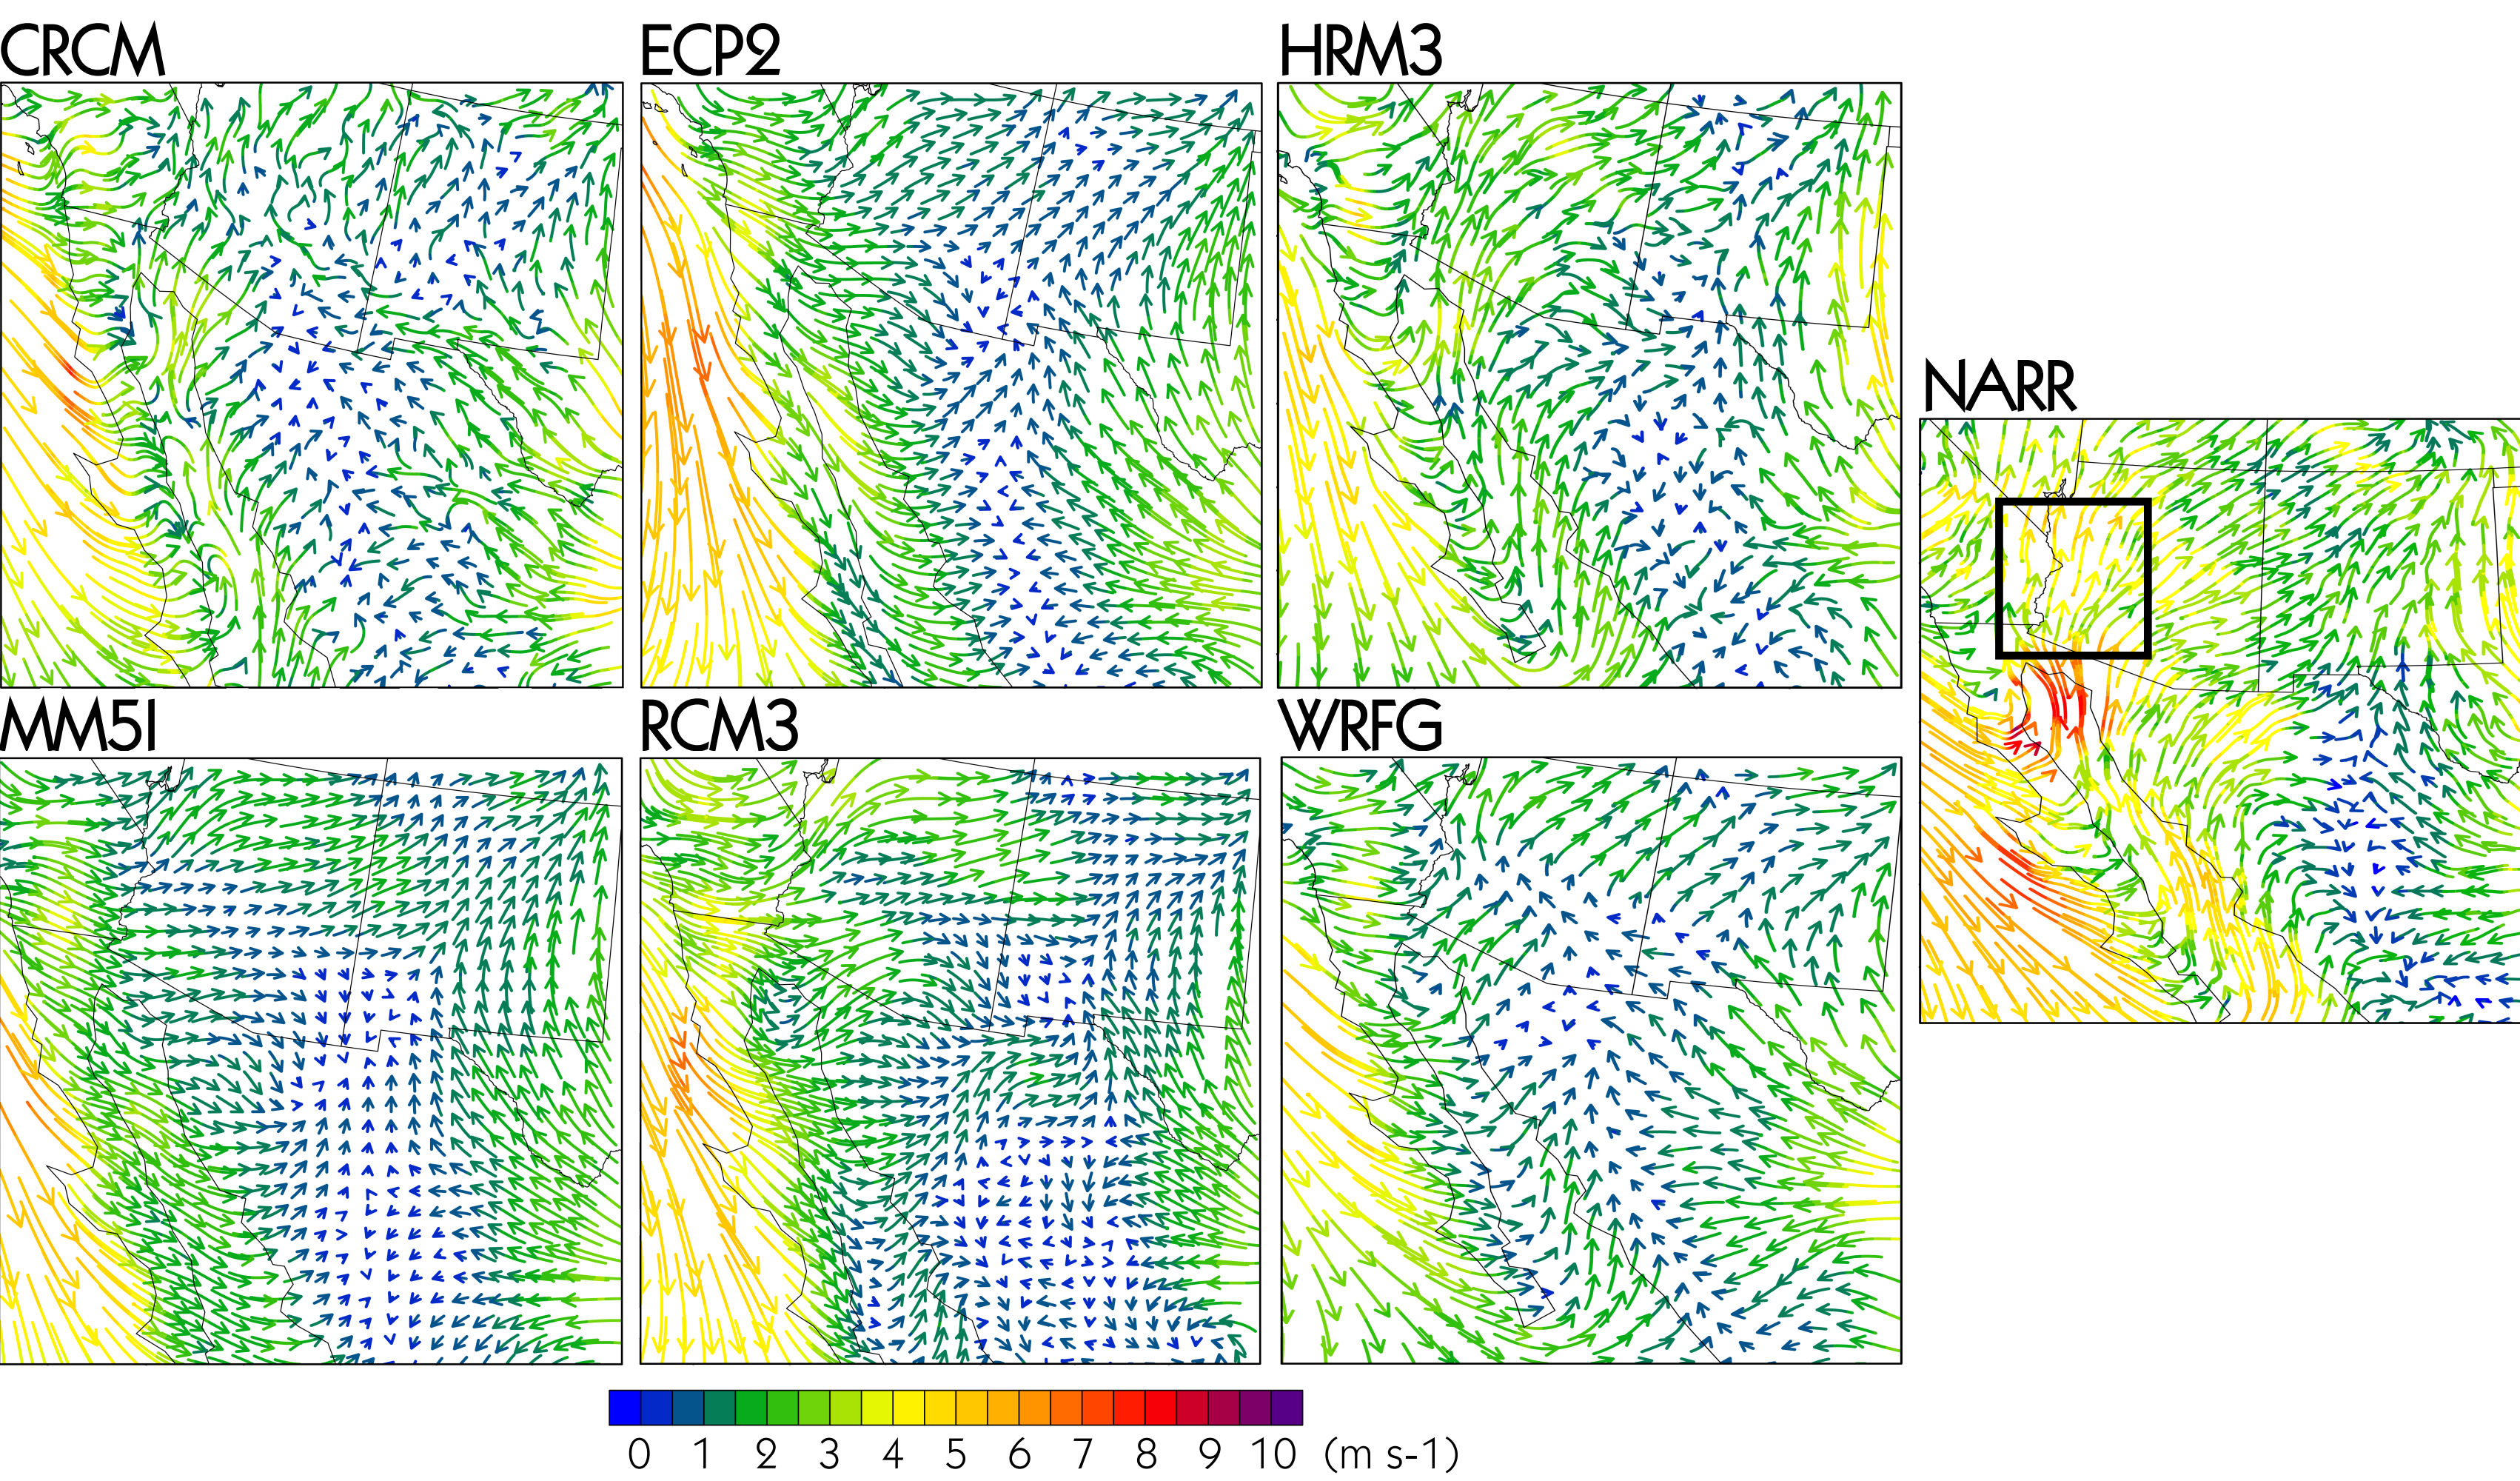 CRCM
ECP2
HRM3
NARR
MM5I
RCM3
WRFG
0 1 2 3 4 5 6 7 8 9 10 (m s-1)